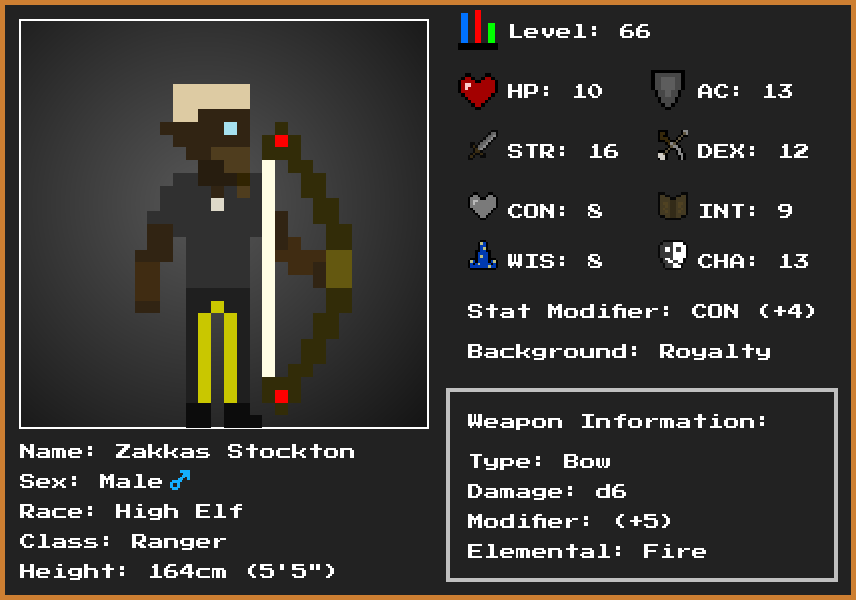 Level: 66
HP: 10
AC: 13
STR: 16
DEX: 12
CON: 8
INT: 9
WIS: 8
CHA: 13
Stat Modifier: CON (+4)
Background: Royalty
Weapon Information:
Type: Bow
Damage: d6
Modifier: (+5)
Elemental: Fire
Name: Zakkas Stockton
Sex: Male ♂
Race: High Elf
Class: Ranger
Height: 164cm (5'5")